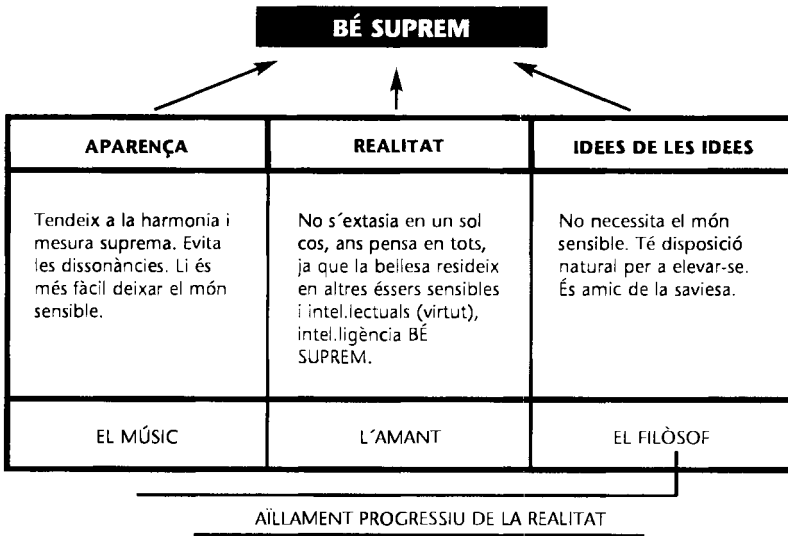 BÉ SUPREM
APARENÇA
REALITAT
IDEES DE LES IDEES
Tendeix a la harmonia i
mesura suprema. Evita
les dissonàncies. Li és
més fàcil deixar el món
sensible.
No s´extasia en un sol
cos, ans pensa en tots,
ja que la bellesa resideix
en altres éssers sensibles
i intel.lectuals (virtut),
intel.ligència BÉ
SUPREM.
No necessita el món
sensible. Té disposició
natural per a elevar-se.
És amic de la saviesa.
EL MÚSIC
L´AMANT
EL FILÒSOF
AÏLLAMENT PROGRESSIU DE LA REALITAT